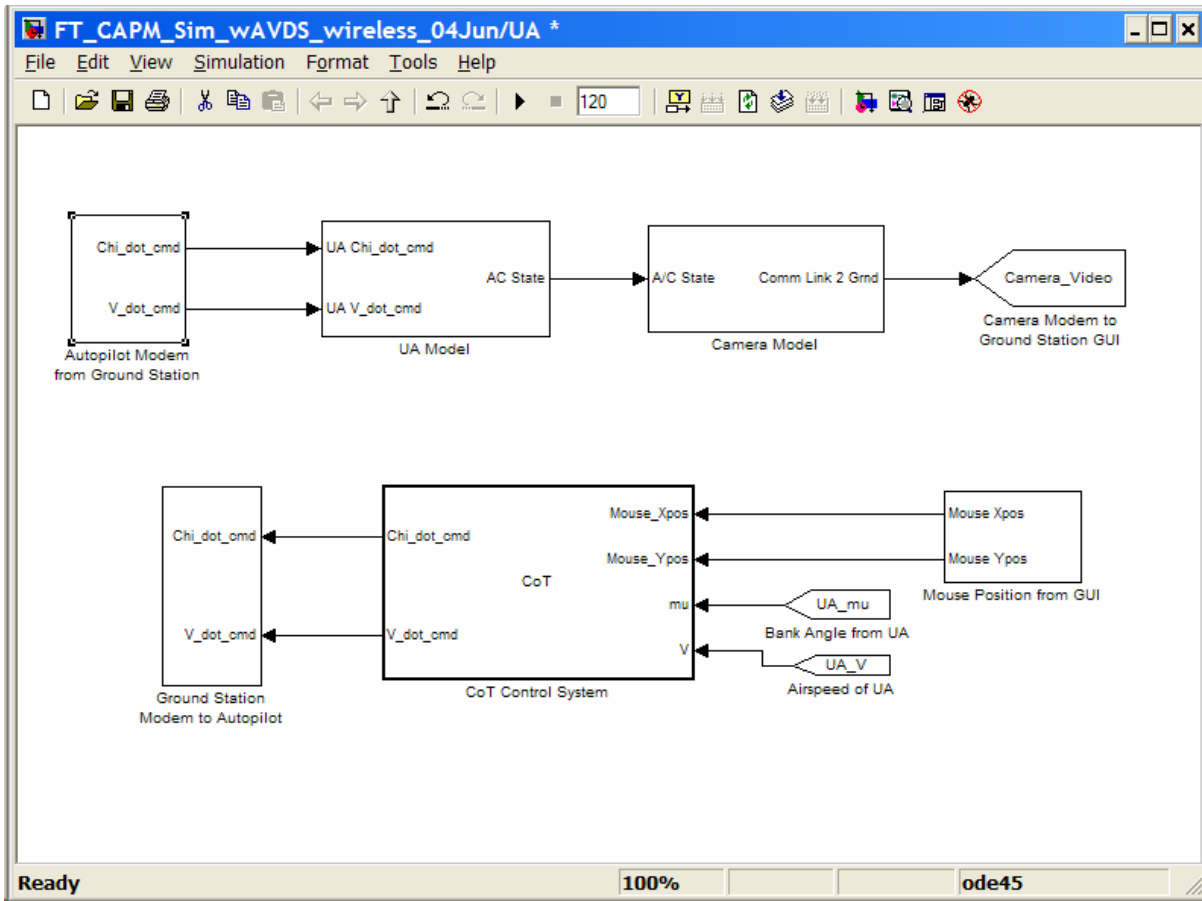 FT_CAPM_Sim_wAVDS_wireless_04Jun/UA *
File Edit View Simulation Format Tools Help
120
Chi_dot_cmd
V_dot_cmd
Autopilot Modem
from Ground Station
UA Chi_dot_cmd
AC State
UA V_dot_cmd
UA Model
A/C State
Comm Link 2 Grnd
Camera Model
Camera_Video
Camera Modem to
Ground Station GUI
Chi_dot_cmd
V_dot_cmd
Ground Station
Modem to Autopilot
Chi_dot_cmd
V_dot_cmd
CoT
Mouse_Xpos
Mouse_Ypos
mu
V
CoT Control System
Mouse Xpos
Mouse Ypos
Mouse Position from GUI
UA_mu
Bank Angle from UA
UA_V
Airspeed of UA
Ready
100%
ode45